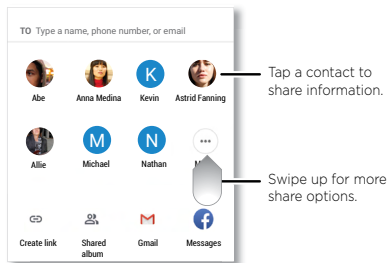 TO Type a name, phone number, or email
Abe Anna Medina Kevin Astrid Fanning
Tap a contact to
share information.
Allie Michael Nathan
Swipe up for more
share options.
Create link Shared album Gmail Messages